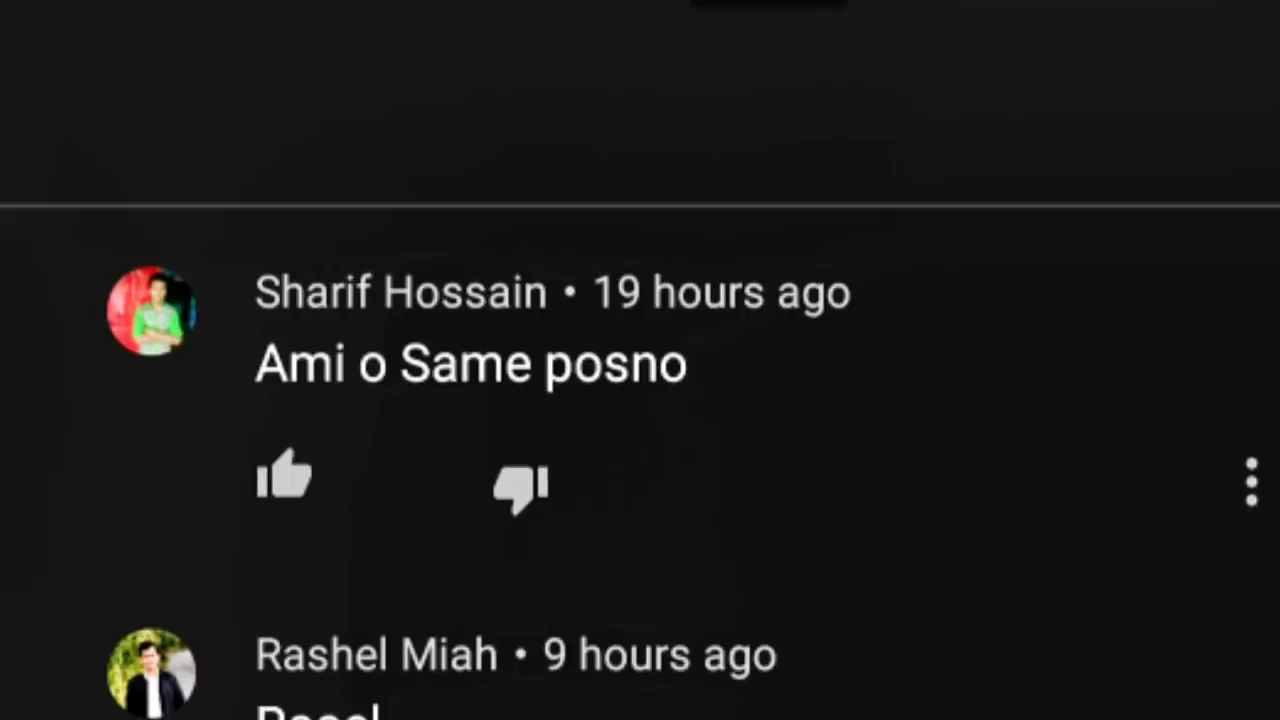 Sharif Hossain • 19 hours ago
Ami o Same posno
Rashel Miah • 9 hours ago